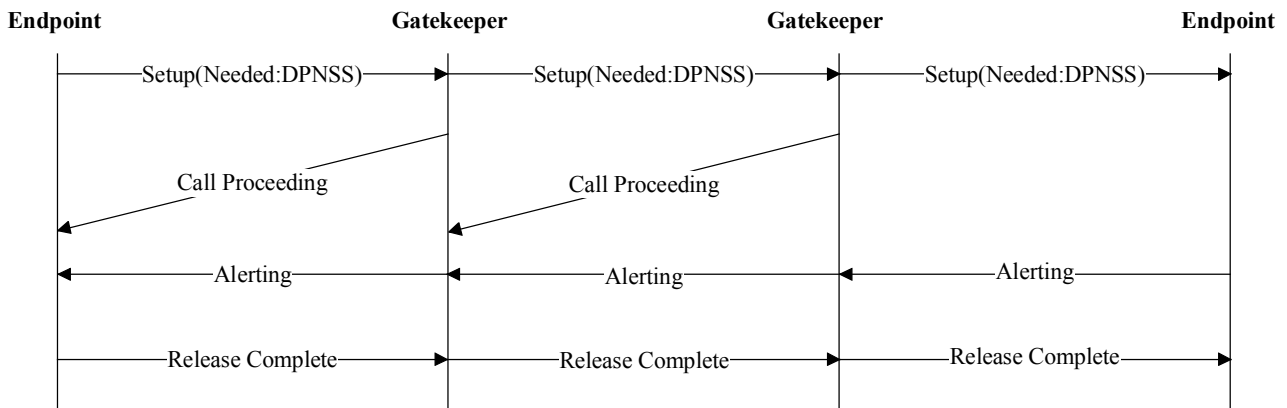 Endpoint Gatekeeper Gatekeeper Endpoint
Setup(Needed:DPNSS) Setup(Needed:DPNSS) Setup(Needed:DPNSS)
Call Proceeding Call Proceeding
Alerting Alerting Alerting
Release Complete Release Complete Release Complete